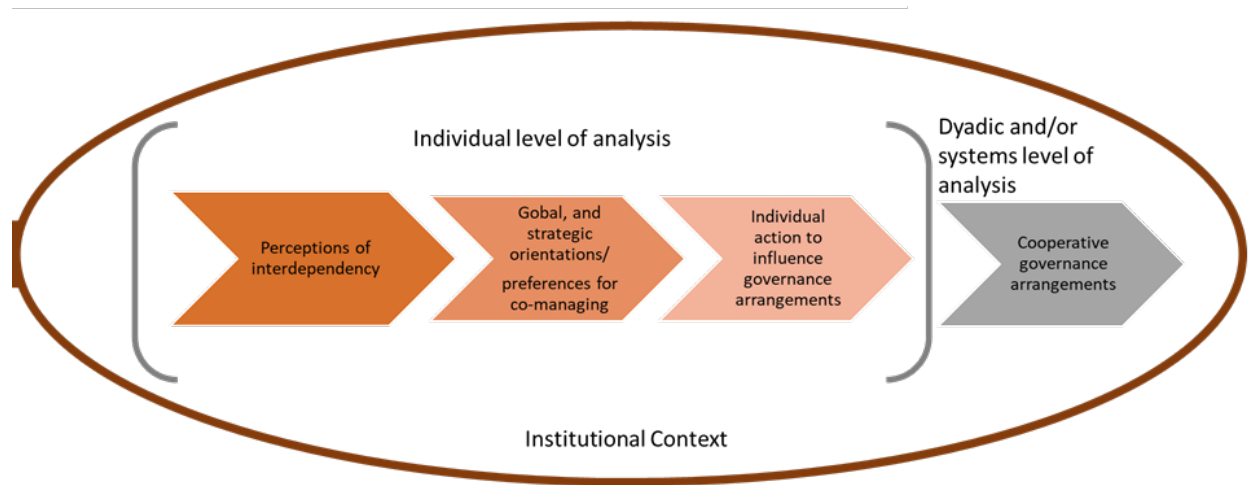 Individual level of analysis
Dyadic and/or
systems level of
analysis
Perceptions of
interdependency
Gobal, and
strategic
orientations/
preferences for
co-managing
Individual
action to
influence
governance
arrangements
Cooperative
governance
arrangements
Institutional Context